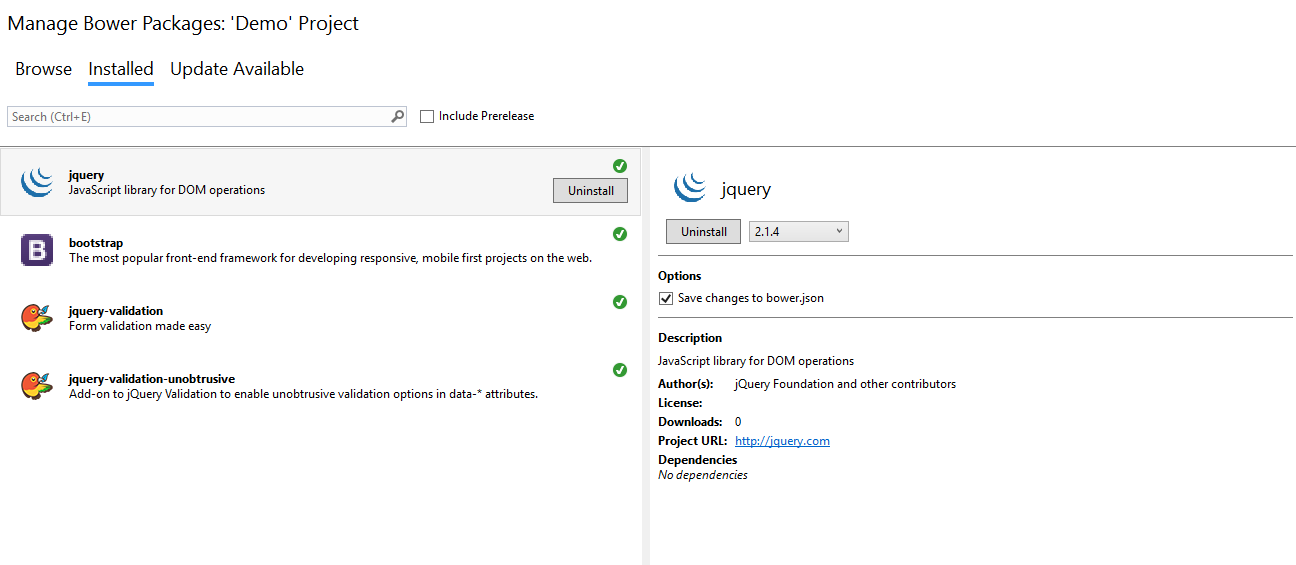 Manage Bower Packages: 'Demo' Project
Browse Installed Update Available
Search (Ctrl+E) Include Prerelease
jquery
JavaScript library for DOM operations
Uninstall
B
bootstrap
The most popular front-end framework for developing responsive, mobile first projects on the web.
jquery-validation
Form validation made easy
jquery-validation-unobtrusive
Add-on to jQuery Validation to enable unobtrusive validation options in data-* attributes.
jquery
Uninstall 2.1.4
Options
Save changes to bower.json
Description
JavaScript library for DOM operations
Author(s): jQuery Foundation and other contributors
License:
Downloads: 0
Project URL: http://jquery.com
Dependencies
No dependencies